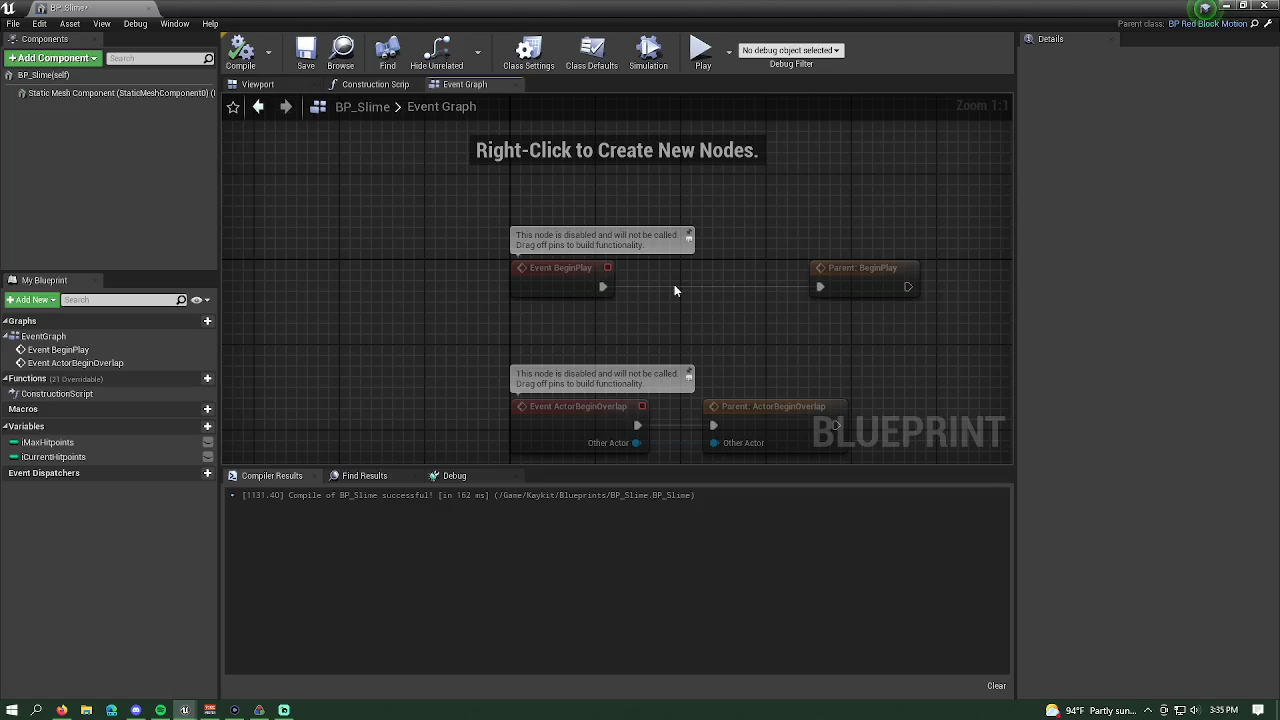 BP_Slime*
File Edit Asset View Debug Window Help
Parent class: BP Red Block Motion
Components
+ Add Component
Search
BP_Slime(self)
Static Mesh Component (StaticMeshComponent0) (
Compile
Save
Browse
Find
Hide Unrelated
Class Settings
Class Defaults
Simulation
Play
No debug object selected
Debug Filter
Details
Viewport
Construction Scrip
Event Graph
BP_Slime > Event Graph
Zoom 1:1
Right-Click to Create New Nodes.
This node is disabled and will not be called.
Drag off pins to build functionality.
Event BeginPlay
Parent: BeginPlay
This node is disabled and will not be called.
Drag off pins to build functionality.
Event ActorBeginOverlap
Other Actor
Parent: ActorBeginOverlap
Other Actor
BLUEPRINT
My Blueprint
+ Add New
Search
Graphs
EventGraph
Event BeginPlay
Event ActorBeginOverlap
Functions (21 Overridable)
ConstructionScript
Macros
Variables
iMaxHitpoints
iCurrentHitpoints
Event Dispatchers
Compiler Results
Find Results
Debug
[1131.40] Compile of BP_Slime successful! [in 162 ms] (/Game/Kaykit/Blueprints/BP_Slime.BP_Slime)
Clear
94°F Partly sun...
3:35 PM